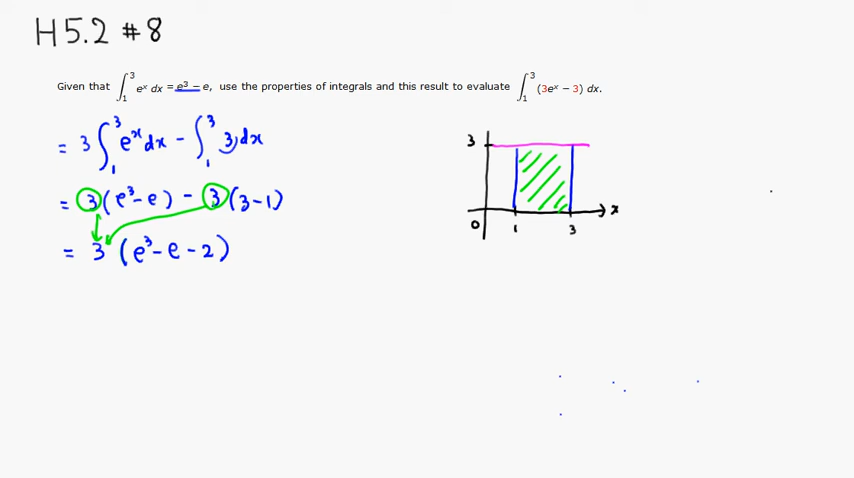 H 5.2 #8
Given that ∫₁³ eˣ dx = e³ − e, use the properties of integrals and this result to evaluate ∫₁³ (3eˣ − 3) dx.
= 3 ∫₁³ eˣ dx − ∫₁³ 3 dx
= 3 (e³ − e) − 3 (3 − 1)
= 3 (e³ − e − 2)
3
x
0 1 3